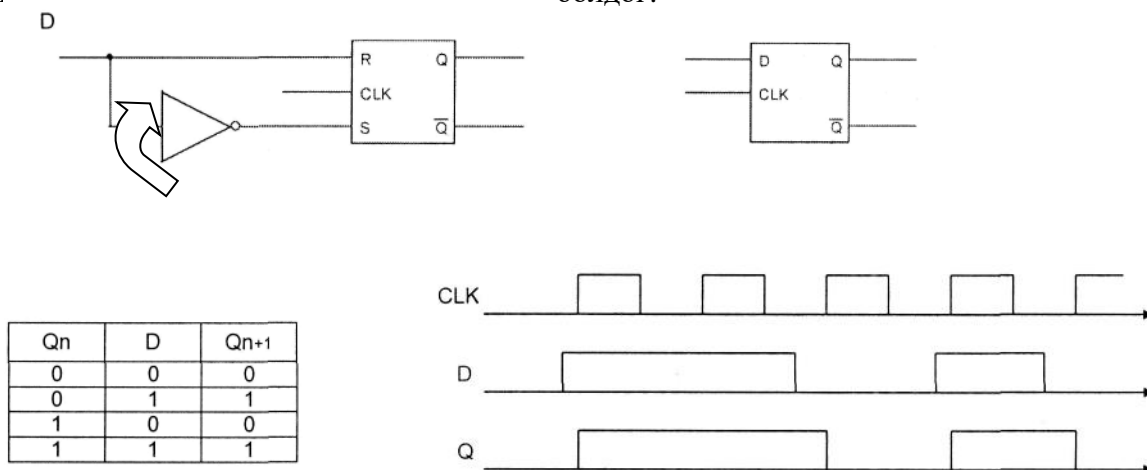 D
R Q
CLK
S Q̅
D Q
CLK
Q̅
CLK
D
Q
Qn D Qn+1
0 0 0
0 1 1
1 0 0
1 1 1